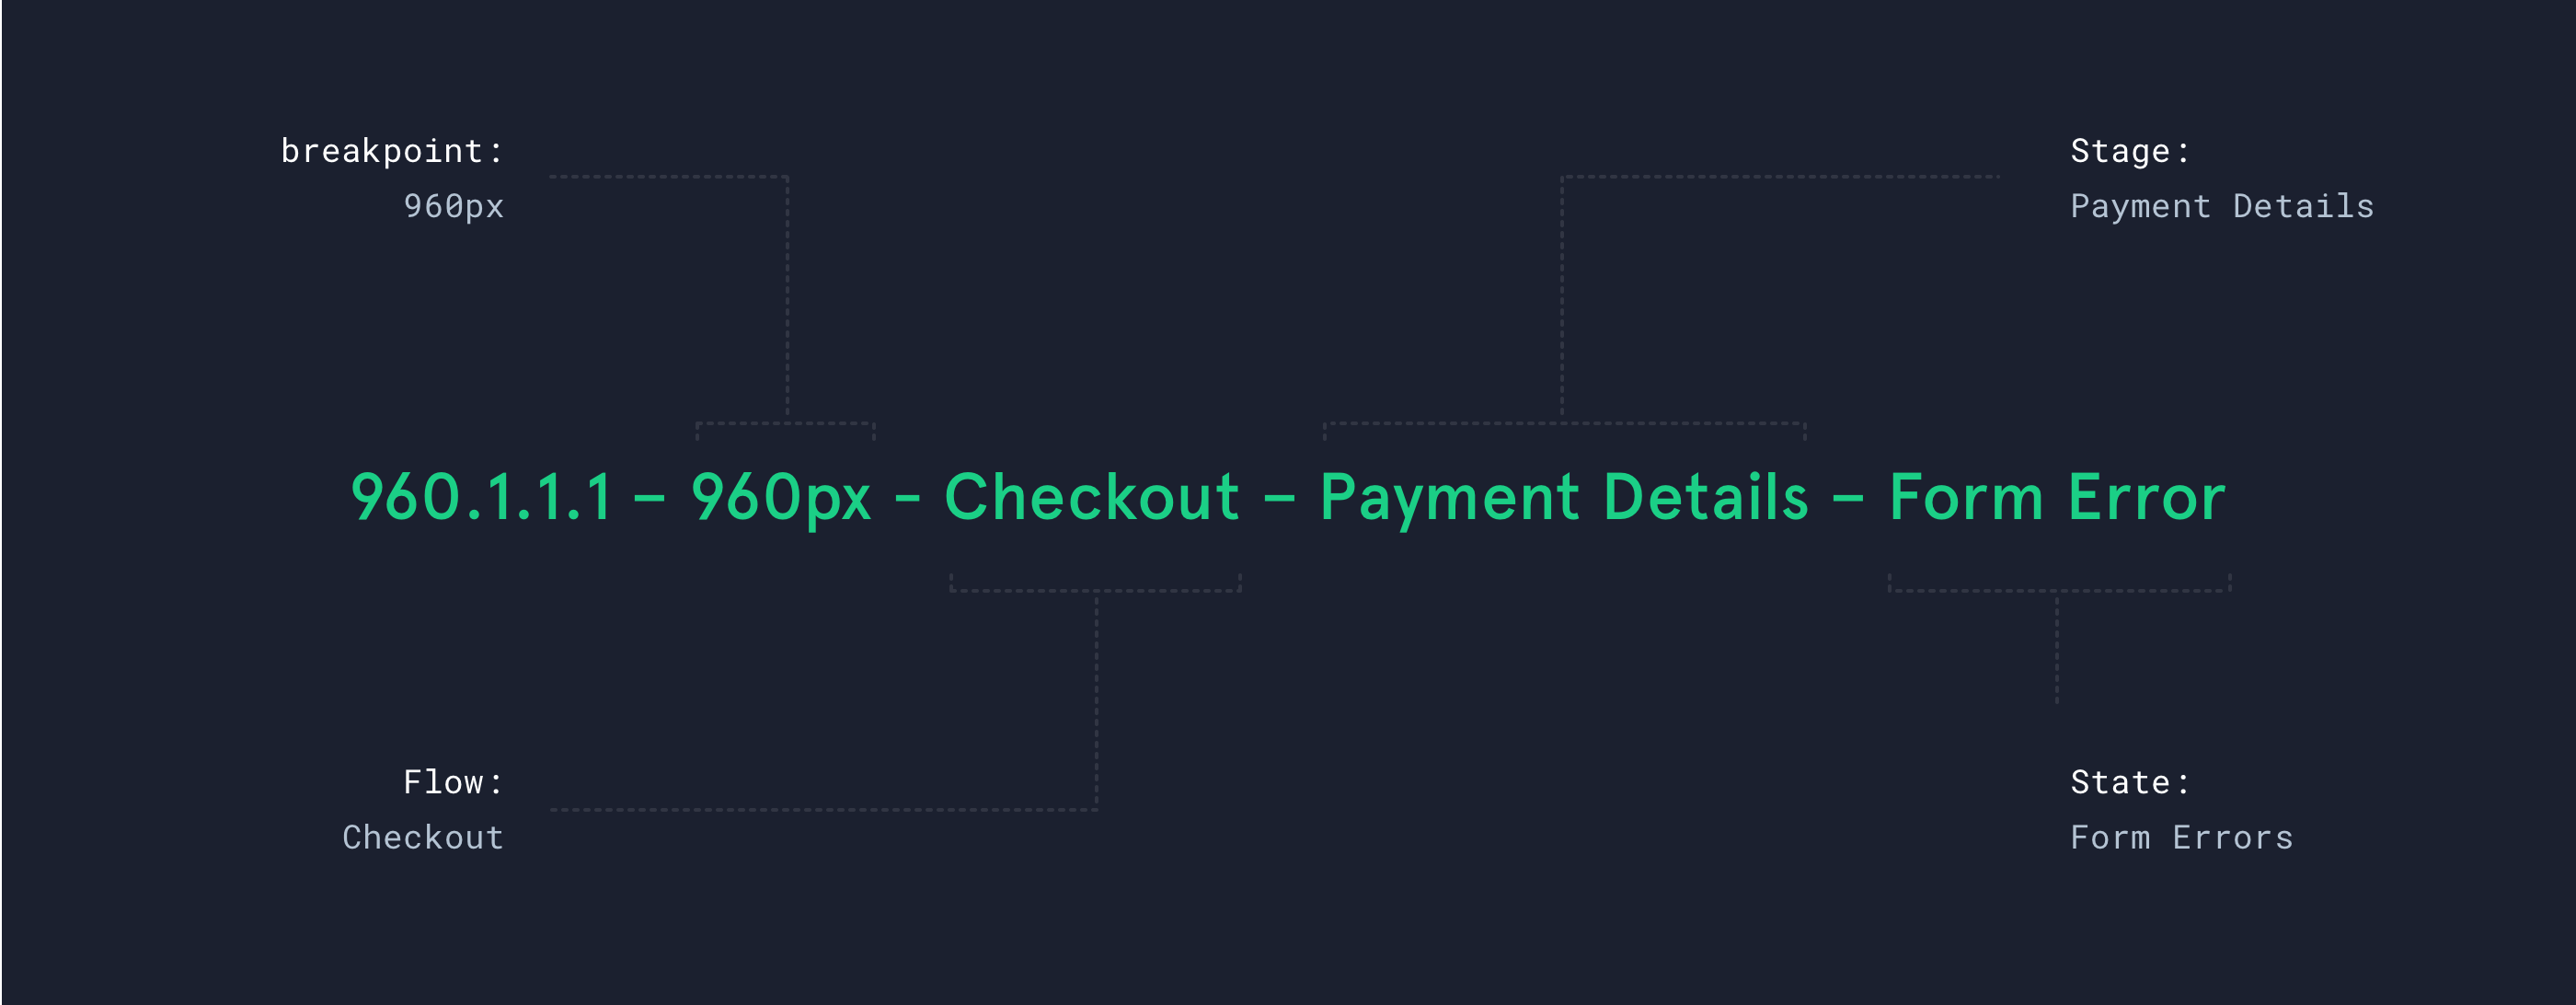 breakpoint:
960px
Stage:
Payment Details
960.1.1.1 – 960px - Checkout – Payment Details – Form Error
Flow:
Checkout
State:
Form Errors